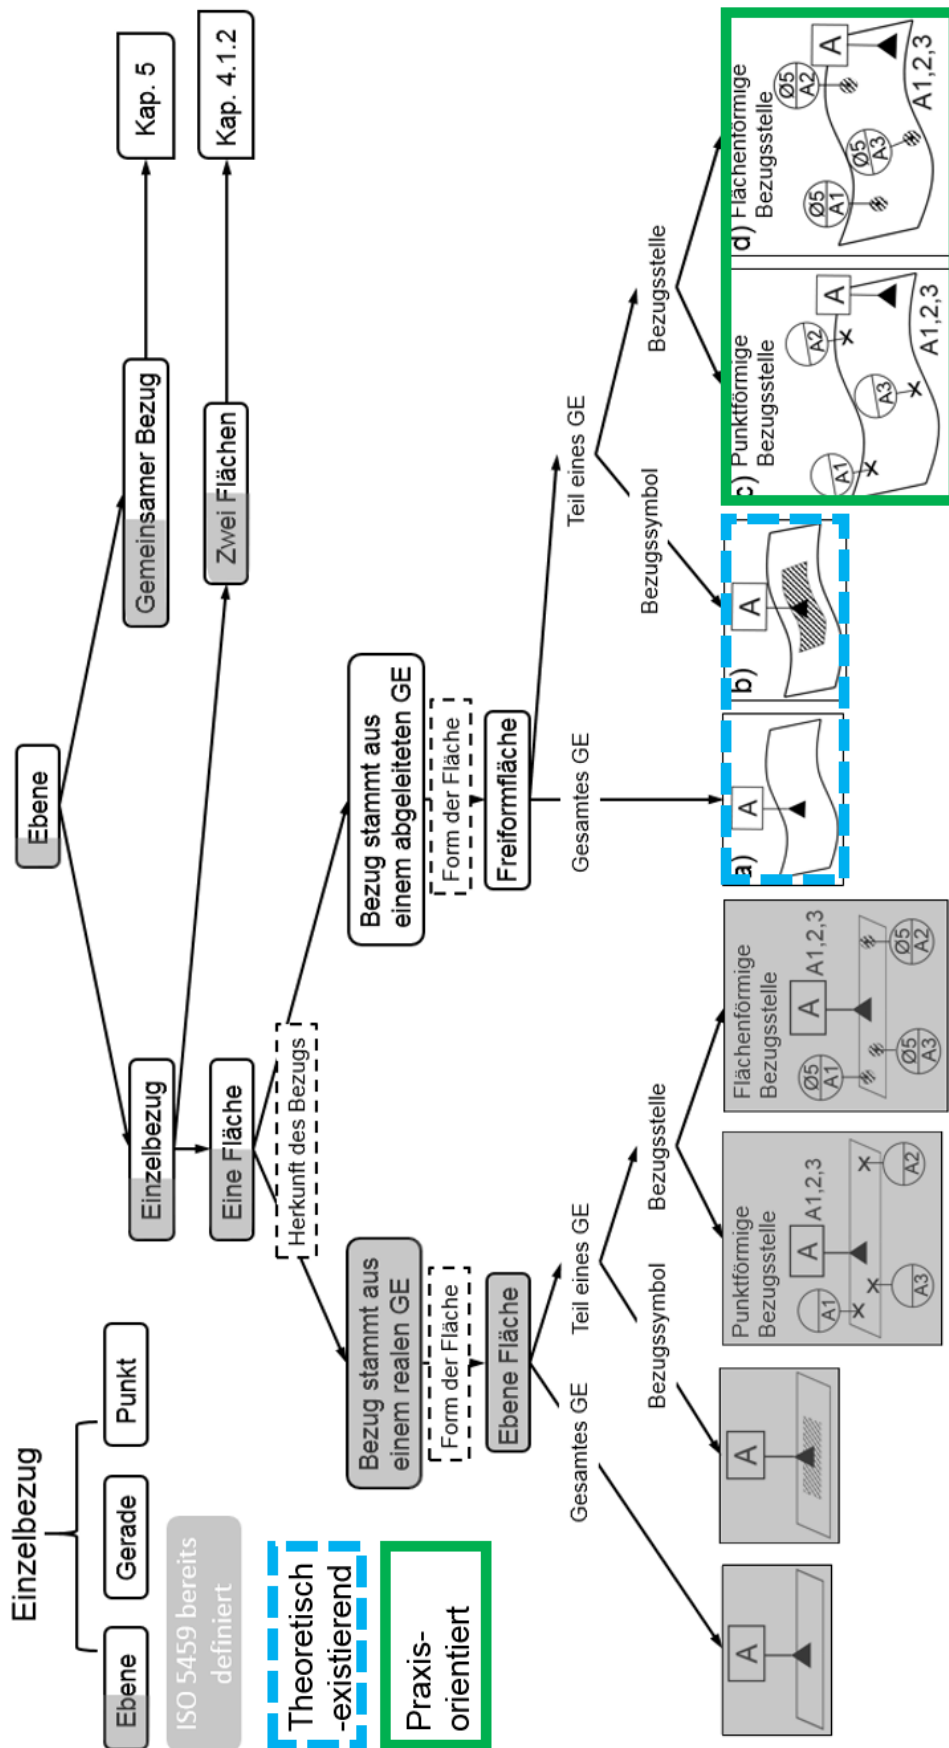 Einzelbezug
Ebene
Gerade
Punkt
ISO 5459 bereits
definiert
Theoretisch
-existierend
Praxis-
orientiert
Ebene
Einzelbezug
Gemeinsamer Bezug
Kap. 5
Eine Fläche
Zwei Flächen
Kap. 4.1.2
Herkunft des Bezugs
Bezug stammt aus
einem realen GE
Bezug stammt aus
einem abgeleiteten GE
Form der Fläche
Form der Fläche
Ebene Fläche
Freiformfläche
Gesamtes GE
Teil eines GE
Gesamtes GE
Teil eines GE
Bezugssymbol
Bezugsstelle
Bezugssymbol
Bezugsstelle
A
A
Punktförmige
Bezugsstelle
A
A1,2,3
A1
A3
A2
Flächenförmige
Bezugsstelle
A
A1,2,3
Ø5
A1
Ø5
A3
Ø5
A2
a)
A
b)
A
c) Punktförmige
Bezugsstelle
A1
A2
A3
A
A1,2,3
d) Flächenförmige
Bezugsstelle
Ø5
A1
Ø5
A3
Ø5
A2
A
A1,2,3